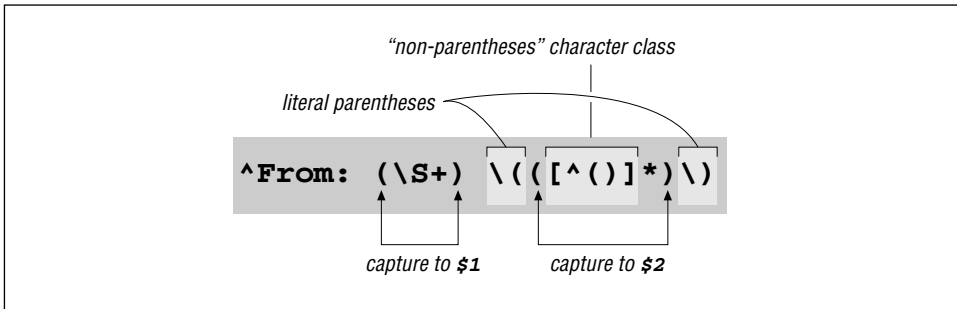 “non-parentheses” character class
literal parentheses
^From: (\S+) \(([^()]*)\)
capture to $1 capture to $2